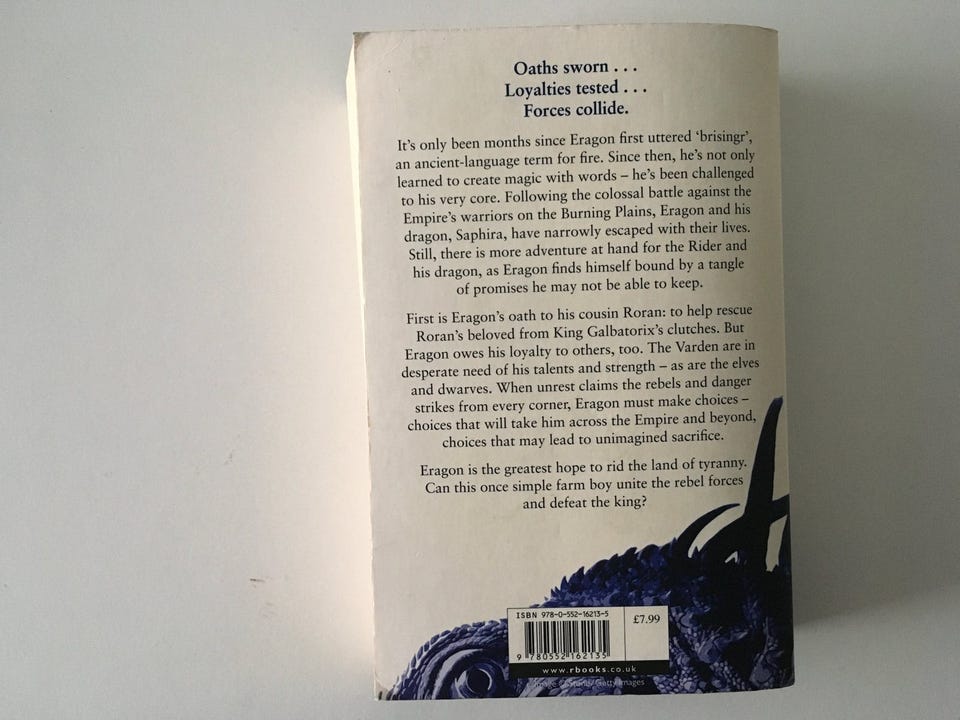 Oaths sworn . . .
Loyalties tested . . .
Forces collide.
It's only been months since Eragon first uttered 'brisingr',
an ancient-language term for fire. Since then, he's not only
learned to create magic with words – he's been challenged
to his very core. Following the colossal battle against the
Empire's warriors on the Burning Plains, Eragon and his
dragon, Saphira, have narrowly escaped with their lives.
Still, there is more adventure at hand for the Rider and
his dragon, as Eragon finds himself bound by a tangle
of promises he may not be able to keep.
First is Eragon's oath to his cousin Roran: to help rescue
Roran's beloved from King Galbatorix's clutches. But
Eragon owes his loyalty to others, too. The Varden are in
desperate need of his talents and strength – as are the elves
and dwarves. When unrest claims the rebels and danger
strikes from every corner, Eragon must make choices –
choices that will take him across the Empire and beyond,
choices that may lead to unimagined sacrifice.
Eragon is the greatest hope to rid the land of tyranny.
Can this once simple farm boy unite the rebel forces
and defeat the king?
ISBN 978-0-552-16213-5
£7.99
9 780552 162135
www.rbooks.co.uk
Getty Images